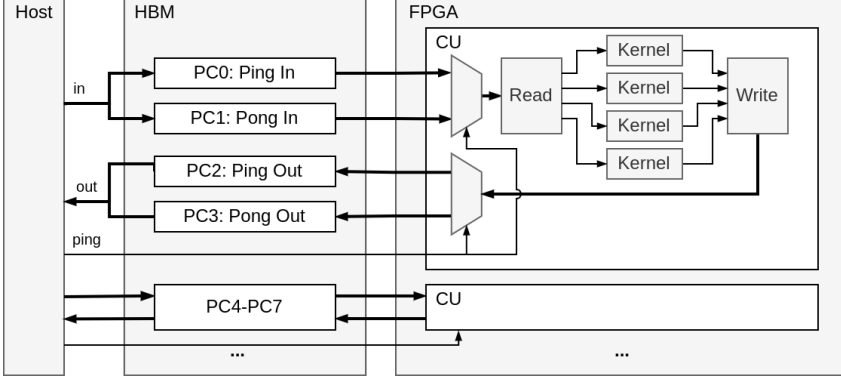 Host
HBM
FPGA
CU
in
PC0: Ping In
PC1: Pong In
Read
Kernel
Kernel
Kernel
Kernel
Write
out
PC2: Ping Out
PC3: Pong Out
ping
PC4-PC7
CU
...
...